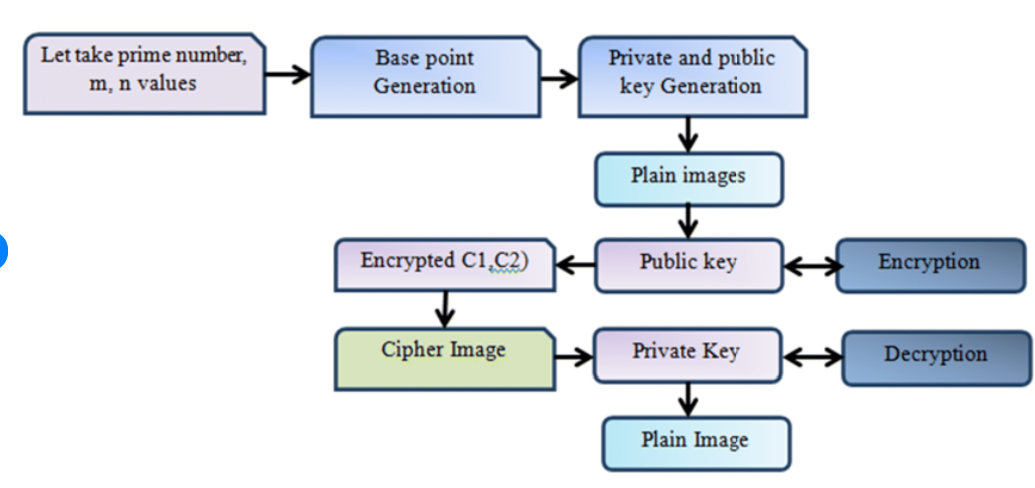 Let take prime number,
m, n values
Base point
Generation
Private and public
key Generation
Plain images
Encrypted C1,C2)
Public key
Encryption
Cipher Image
Private Key
Decryption
Plain Image